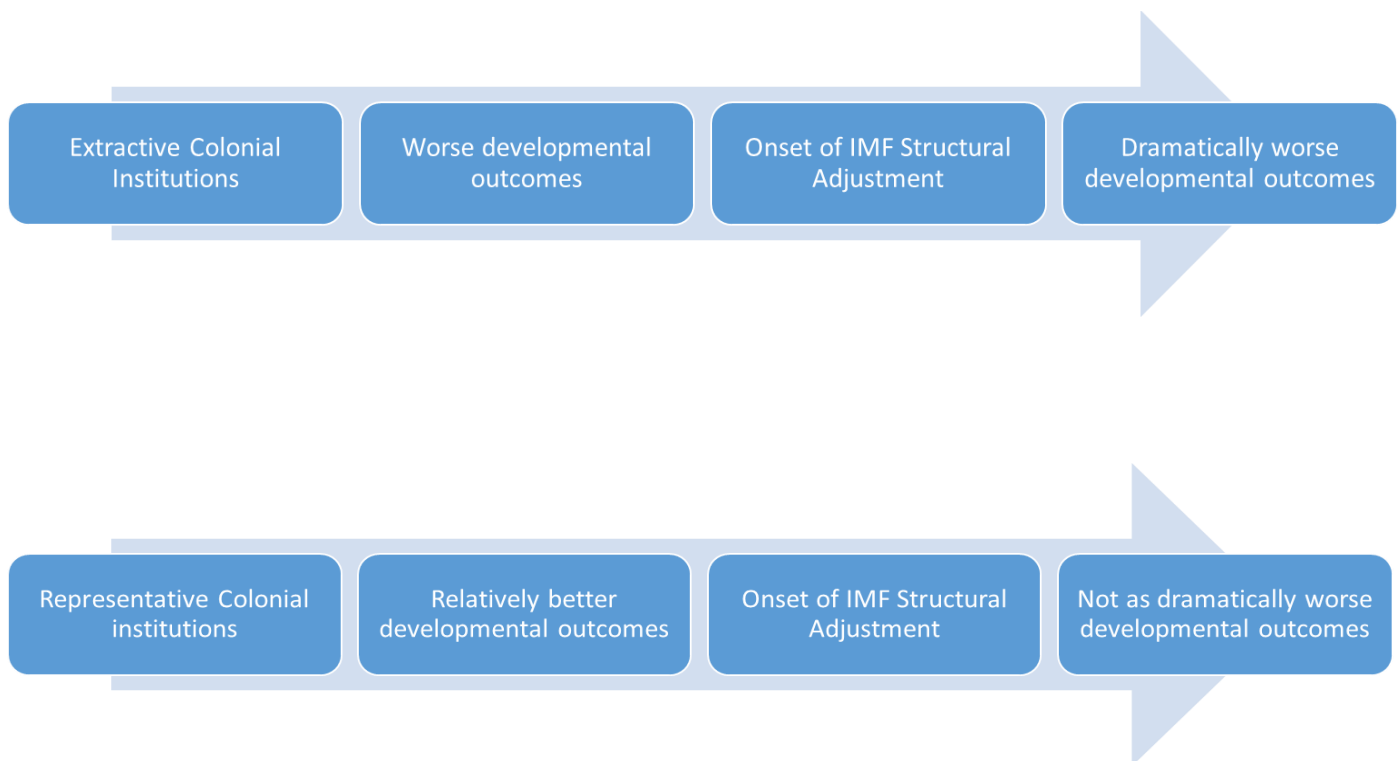 Extractive Colonial
Institutions
Worse developmental
outcomes
Onset of IMF Structural
Adjustment
Dramatically worse
developmental outcomes
Representative Colonial
institutions
Relatively better
developmental outcomes
Onset of IMF Structural
Adjustment
Not as dramatically worse
developmental outcomes